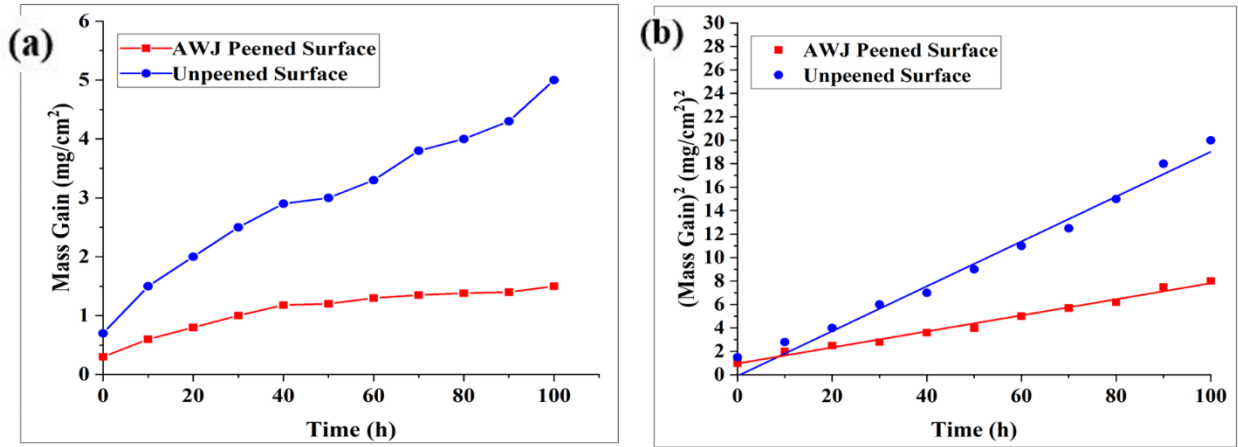 (a)
AWJ Peened Surface
Unpeened Surface
Mass Gain (mg/cm²)
6
5
4
3
2
1
0
0 20 40 60 80 100
Time (h)
(b)
AWJ Peened Surface
Unpeened Surface
(Mass Gain)² (mg/cm²)²
30
28
26
24
22
20
18
16
14
12
10
8
6
4
2
0
0 20 40 60 80 100
Time (h)